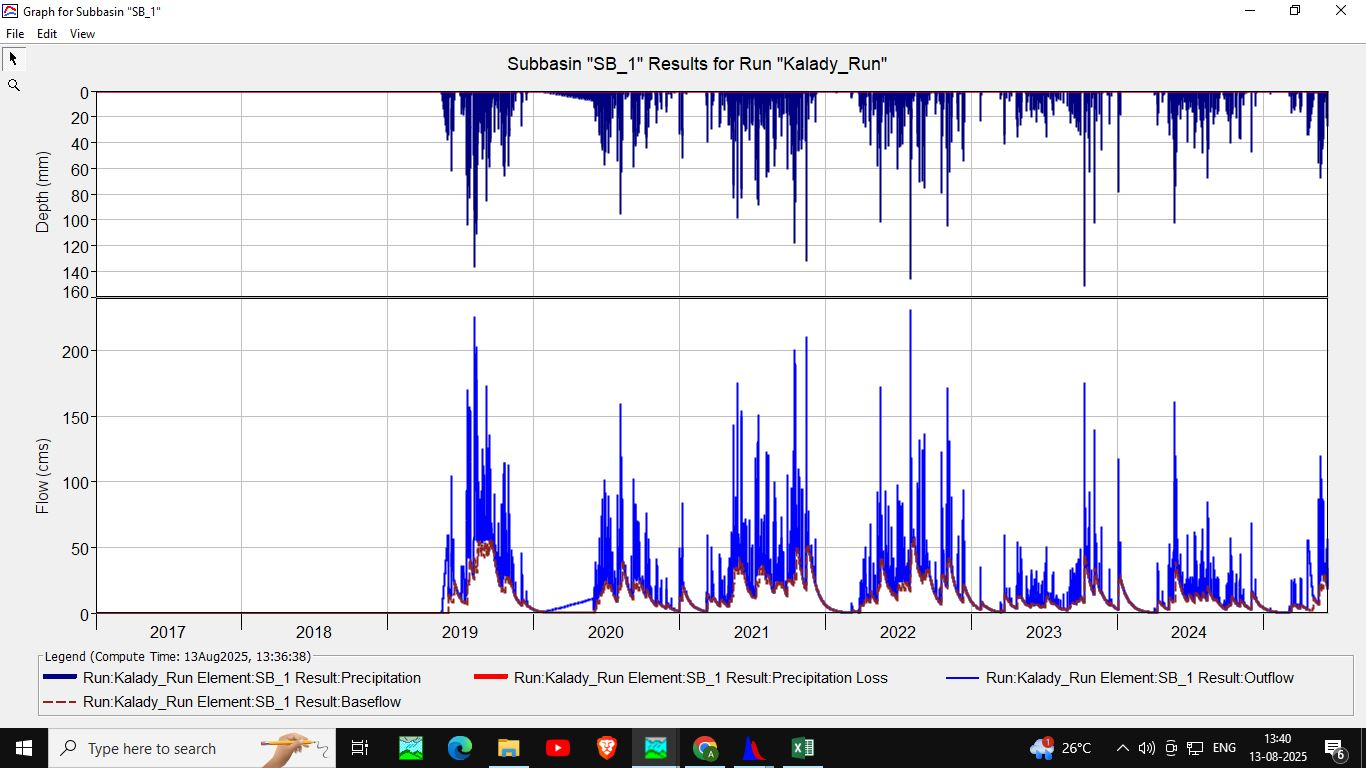 Graph for Subbasin "SB_1"
File Edit View
Subbasin "SB_1" Results for Run "Kalady_Run"
Depth (mm)
0
20
40
60
80
100
120
140
160
Flow (cms)
200
150
100
50
0
2017 2018 2019 2020 2021 2022 2023 2024
Legend (Compute Time: 13Aug2025, 13:36:38)
Run:Kalady_Run Element:SB_1 Result:Precipitation Run:Kalady_Run Element:SB_1 Result:Precipitation Loss Run:Kalady_Run Element:SB_1 Result:Outflow
Run:Kalady_Run Element:SB_1 Result:Baseflow
Type here to search
1
26°C
ENG
13:40
13-08-2025
6
A